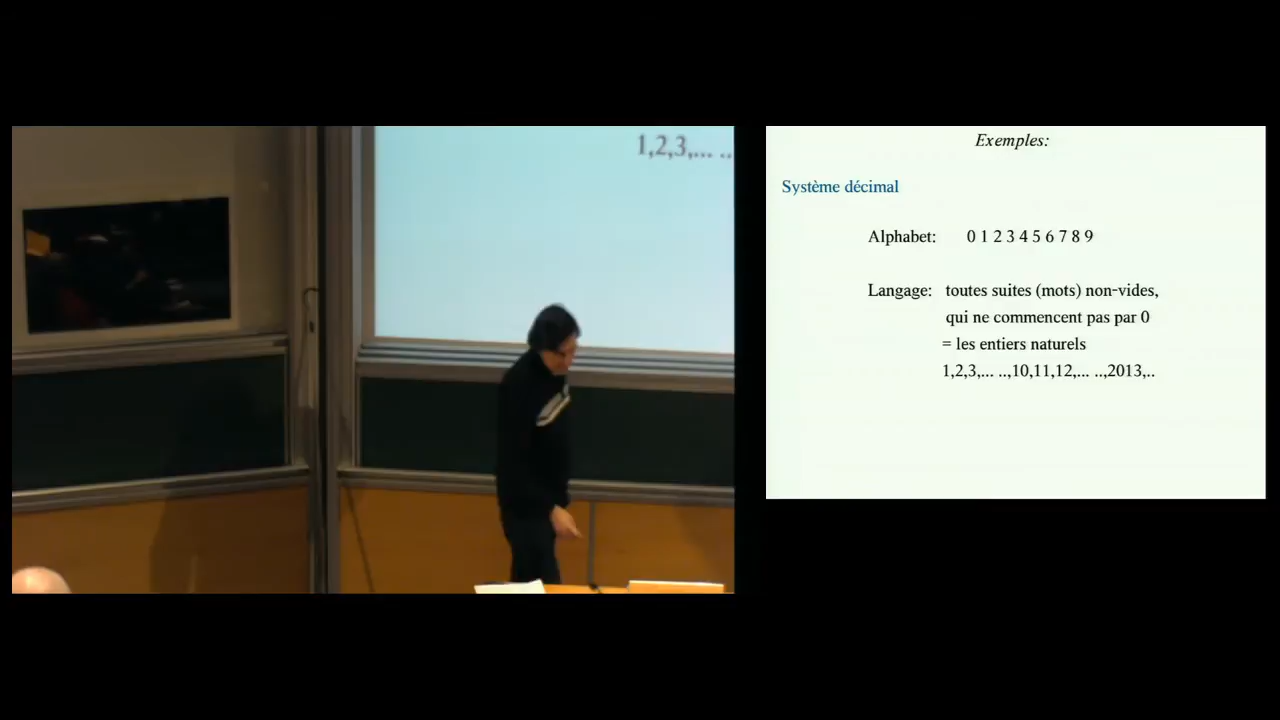 1,2,3,... ..
Exemples:
Système décimal
Alphabet: 0 1 2 3 4 5 6 7 8 9
Langage: toutes suites (mots) non-vides,
qui ne commencent pas par 0
= les entiers naturels
1,2,3,... ..,10,11,12,... ..,2013,..